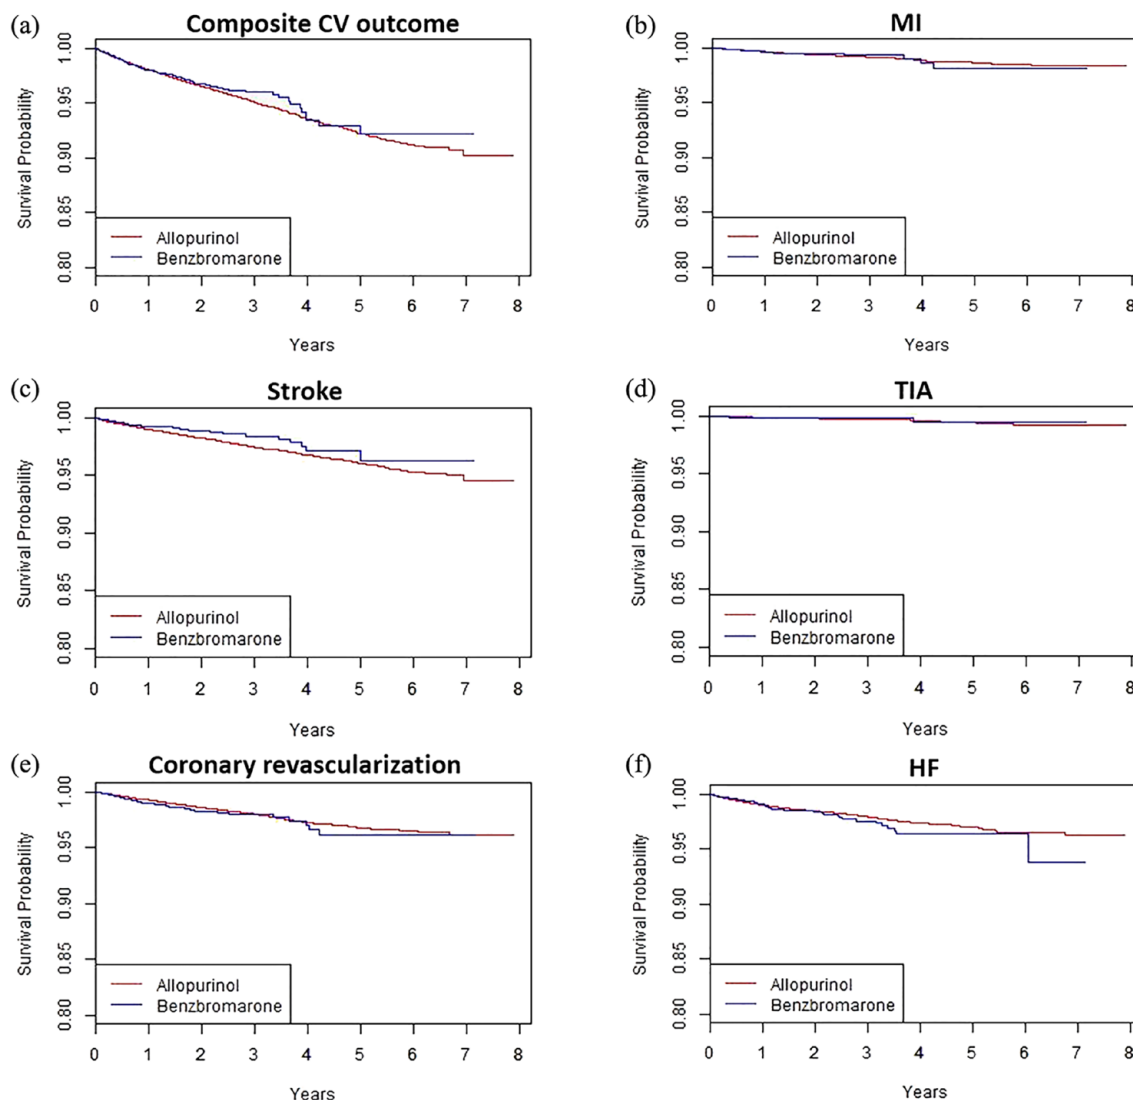 (a)
Composite CV outcome
Survival Probability
1.00
0.95
0.90
0.85
0.80
Allopurinol
Benzbromarone
0 1 2 3 4 5 6 7 8
Years
(b)
MI
Survival Probability
1.00
0.95
0.90
0.85
0.80
Allopurinol
Benzbromarone
0 1 2 3 4 5 6 7 8
Years
(c)
Stroke
Survival Probability
1.00
0.95
0.90
0.85
0.80
Allopurinol
Benzbromarone
0 1 2 3 4 5 6 7 8
Years
(d)
TIA
Survival Probability
1.00
0.95
0.90
0.85
0.80
Allopurinol
Benzbromarone
0 1 2 3 4 5 6 7 8
Years
(e)
Coronary revascularization
Survival Probability
1.00
0.95
0.90
0.85
0.80
Allopurinol
Benzbromarone
0 1 2 3 4 5 6 7 8
Years
(f)
HF
Survival Probability
1.00
0.95
0.90
0.85
0.80
Allopurinol
Benzbromarone
0 1 2 3 4 5 6 7 8
Years